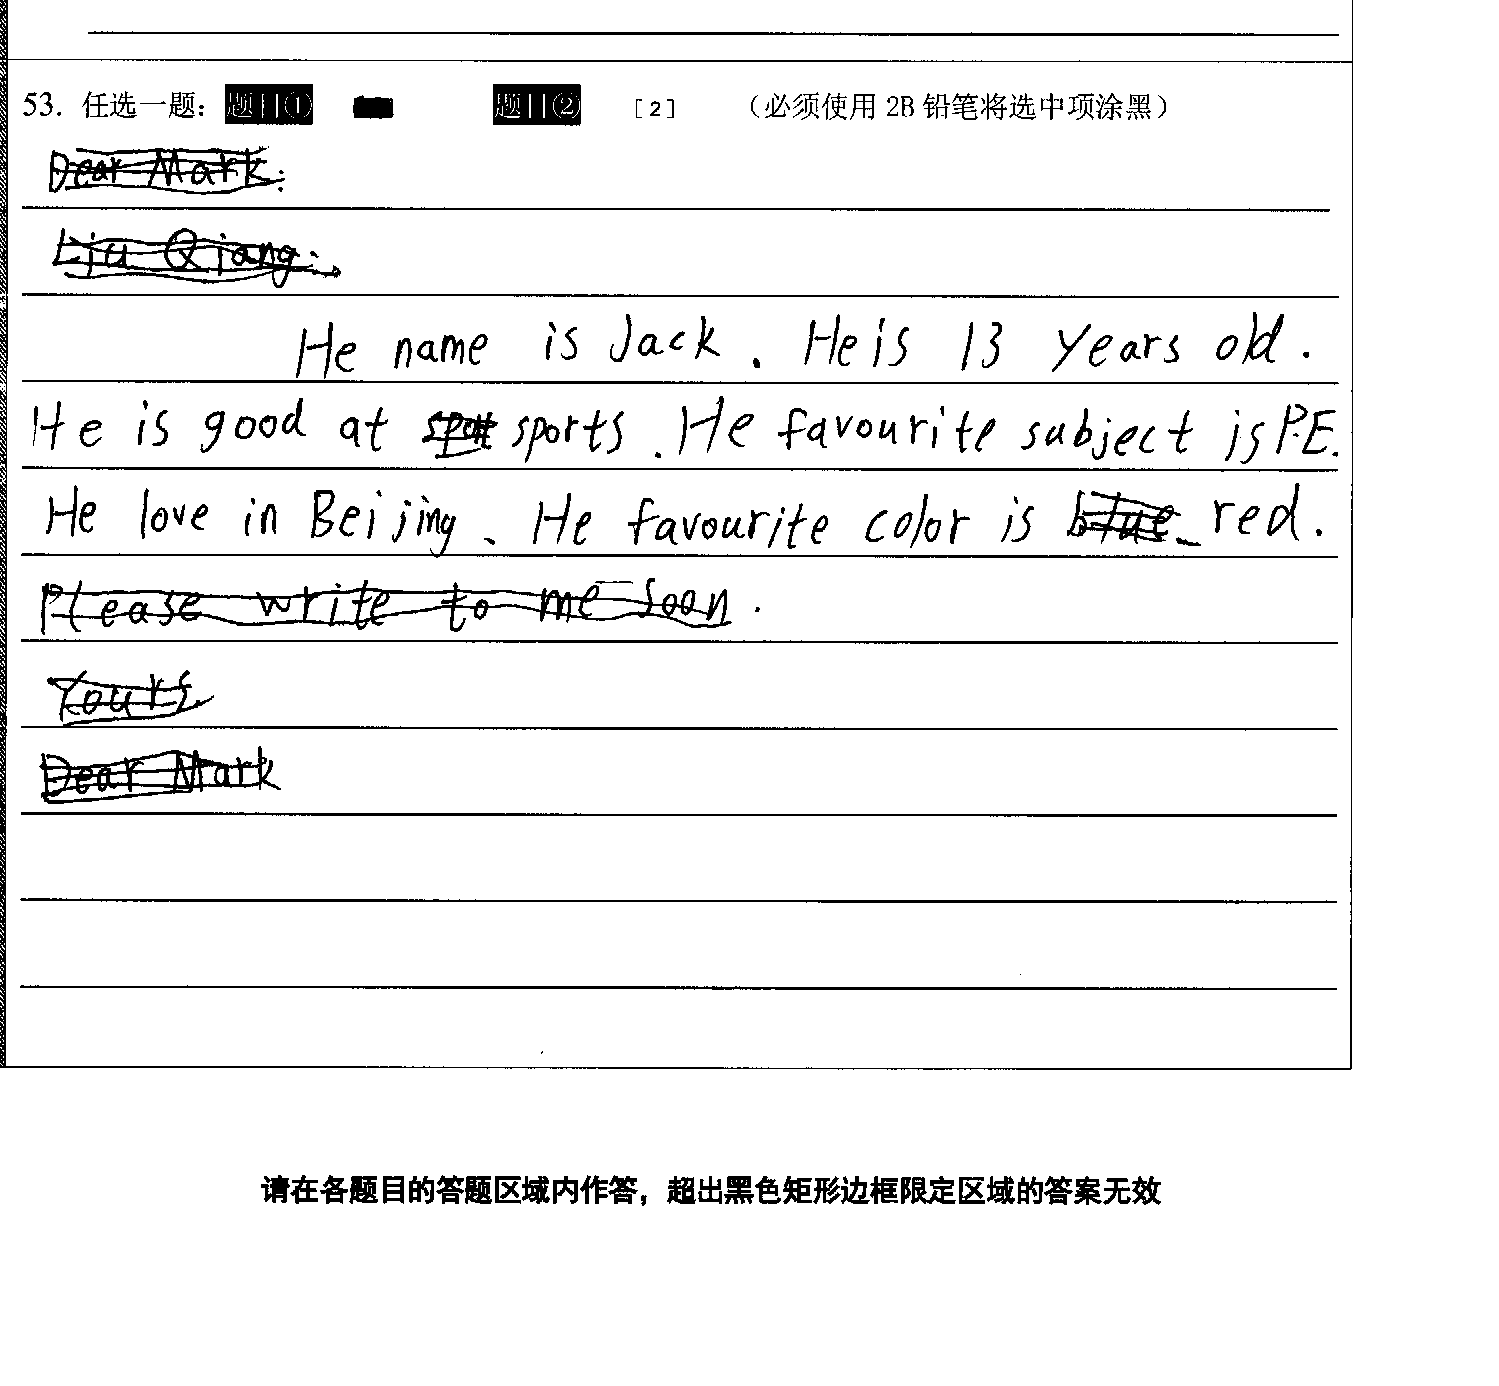 53. 任选一题： 题目① 题目② [2] （必须使用 2B 铅笔将选中项涂黑）
Dear Mark:
Liu Qiang:
He name is Jack. He is 13 years old.
He is good at spot sports. He favourite subject is P.E.
He love in Beijing. He favourite color is blue red.
Please write to me soon.
Yours
Dear Mark
请在各题目的答题区域内作答，超出黑色矩形边框限定区域的答案无效